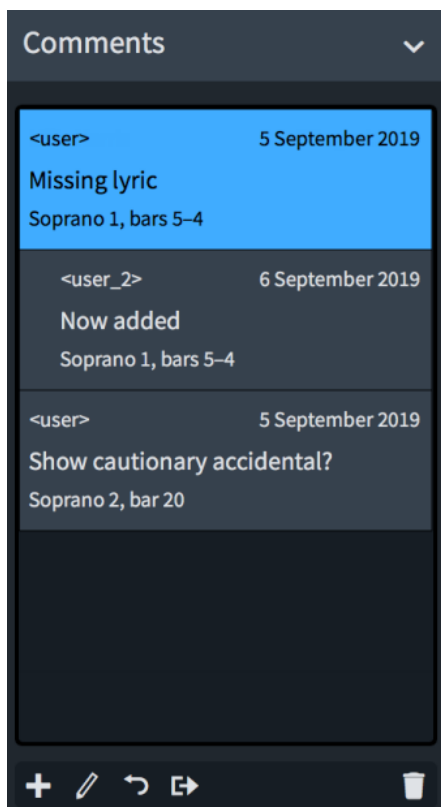 Comments
<user> 5 September 2019
Missing lyric
Soprano 1, bars 5–4
<user_2> 6 September 2019
Now added
Soprano 1, bars 5–4
<user> 5 September 2019
Show cautionary accidental?
Soprano 2, bar 20